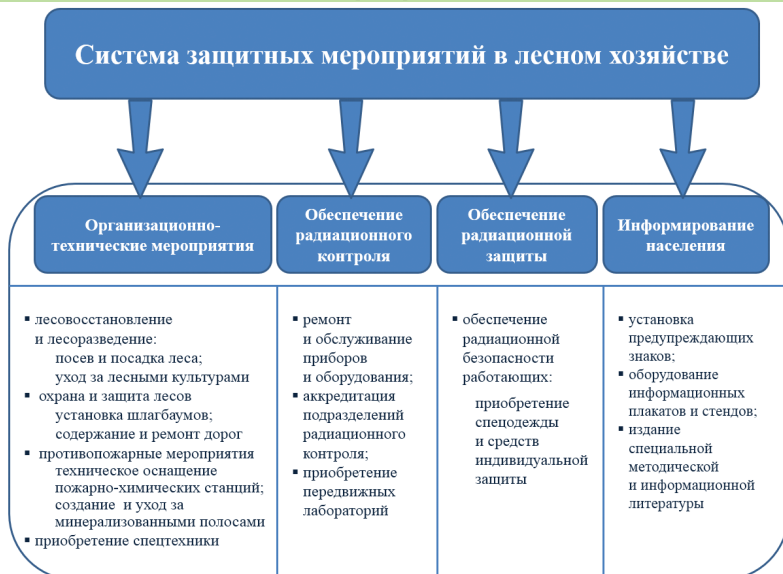 Система защитных мероприятий в лесном хозяйстве
Организационно-
технические мероприятия
Обеспечение
радиационного
контроля
Обеспечение
радиационной
защиты
Информирование
населения
▪ лесовосстановление
и лесоразведение:
посев и посадка леса;
уход за лесными культурами
▪ охрана и защита лесов
установка шлагбаумов;
содержание и ремонт дорог
▪ противопожарные мероприятия
техническое оснащение
пожарно-химических станций;
создание и уход за
минерализованными полосами
▪ приобретение спецтехники
▪ ремонт
и обслуживание
приборов
и оборудования;
▪ аккредитация
подразделений
радиационного
контроля;
▪ приобретение
передвижных
лабораторий
▪ обеспечение
радиационной
безопасности
работающих:
приобретение
спецодежды
и средств
индивидуальной
защиты
▪ установка
предупреждающих
знаков;
▪ оборудование
информационных
плакатов и стендов;
▪ издание
специальной
методической
и информационной
литературы